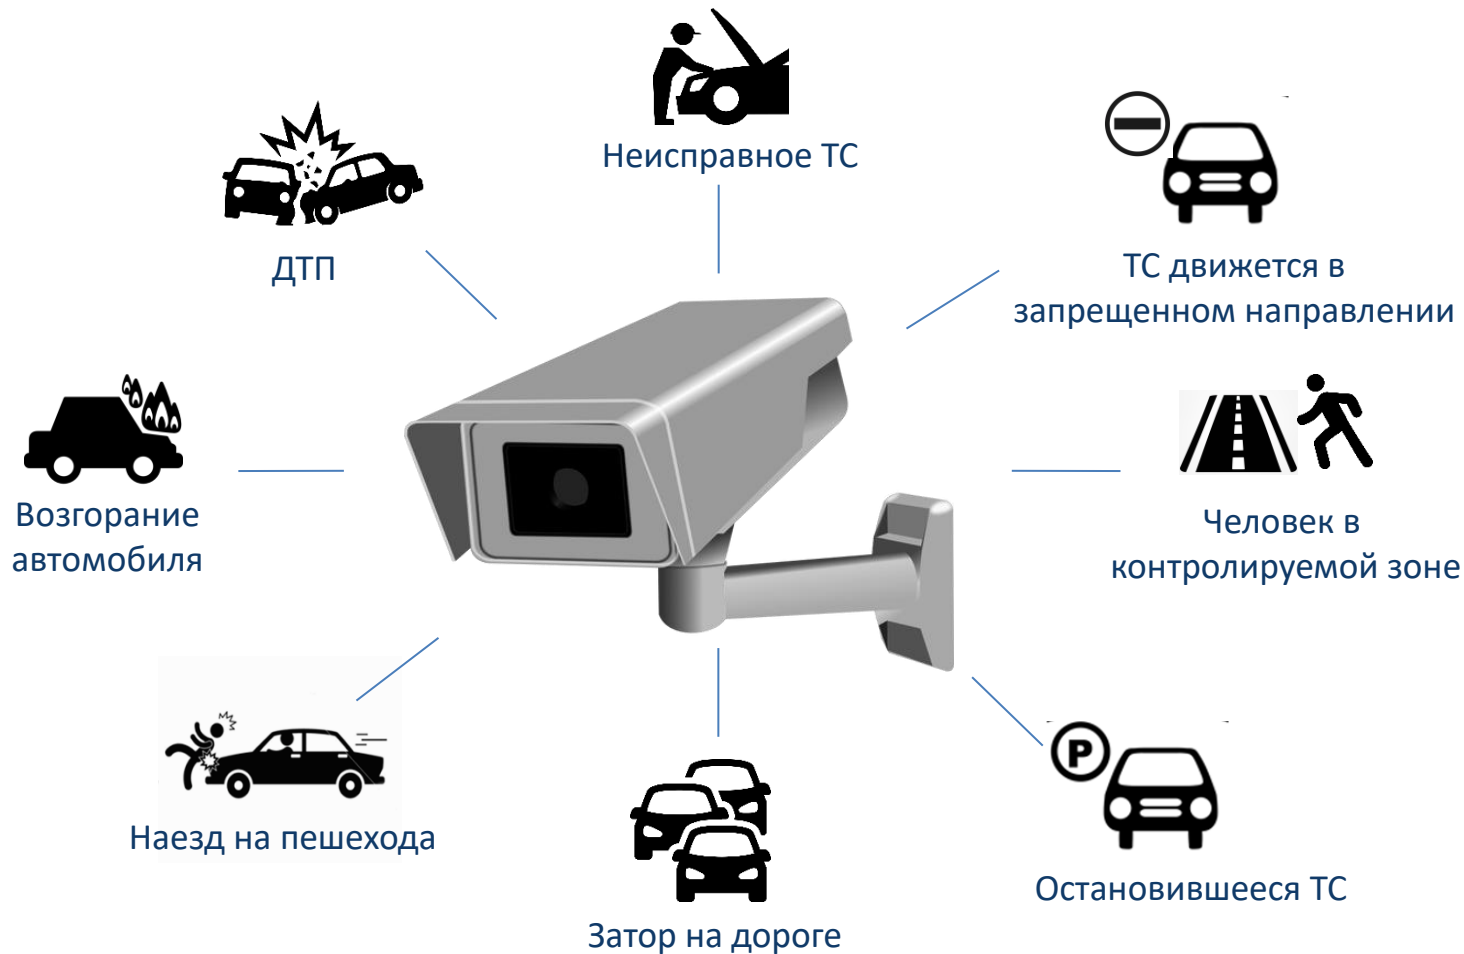 Неисправное ТС
ДТП
ТС движется в
запрещенном направлении
Возгорание
автомобиля
Человек в
контролируемой зоне
Наезд на пешехода
P
Остановившееся ТС
Затор на дороге